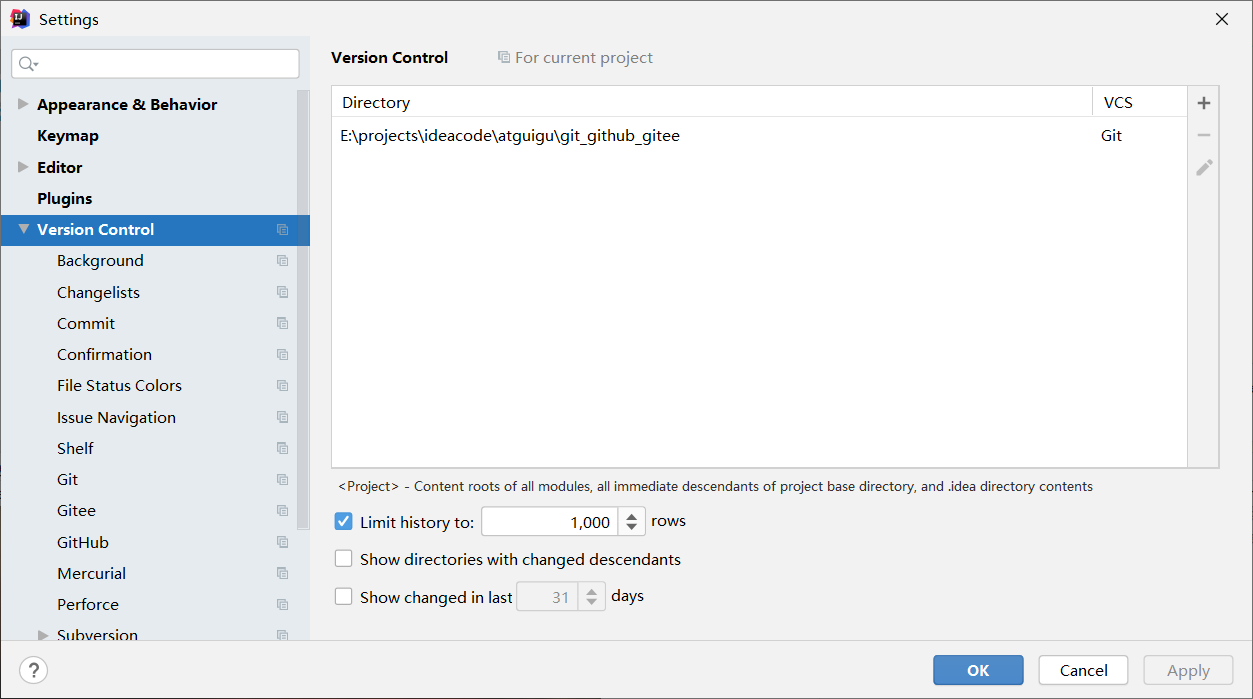 Settings
Version Control
For current project
Appearance & Behavior
Keymap
Editor
Plugins
Version Control
Background
Changelists
Commit
Confirmation
File Status Colors
Issue Navigation
Shelf
Git
Gitee
GitHub
Mercurial
Perforce
Subversion
Directory VCS
E:\projects\ideacode\atguigu\git_github_gitee Git
<Project> - Content roots of all modules, all immediate descendants of project base directory, and .idea directory contents
Limit history to: 1,000 rows
Show directories with changed descendants
Show changed in last 31 days
? OK Cancel Apply